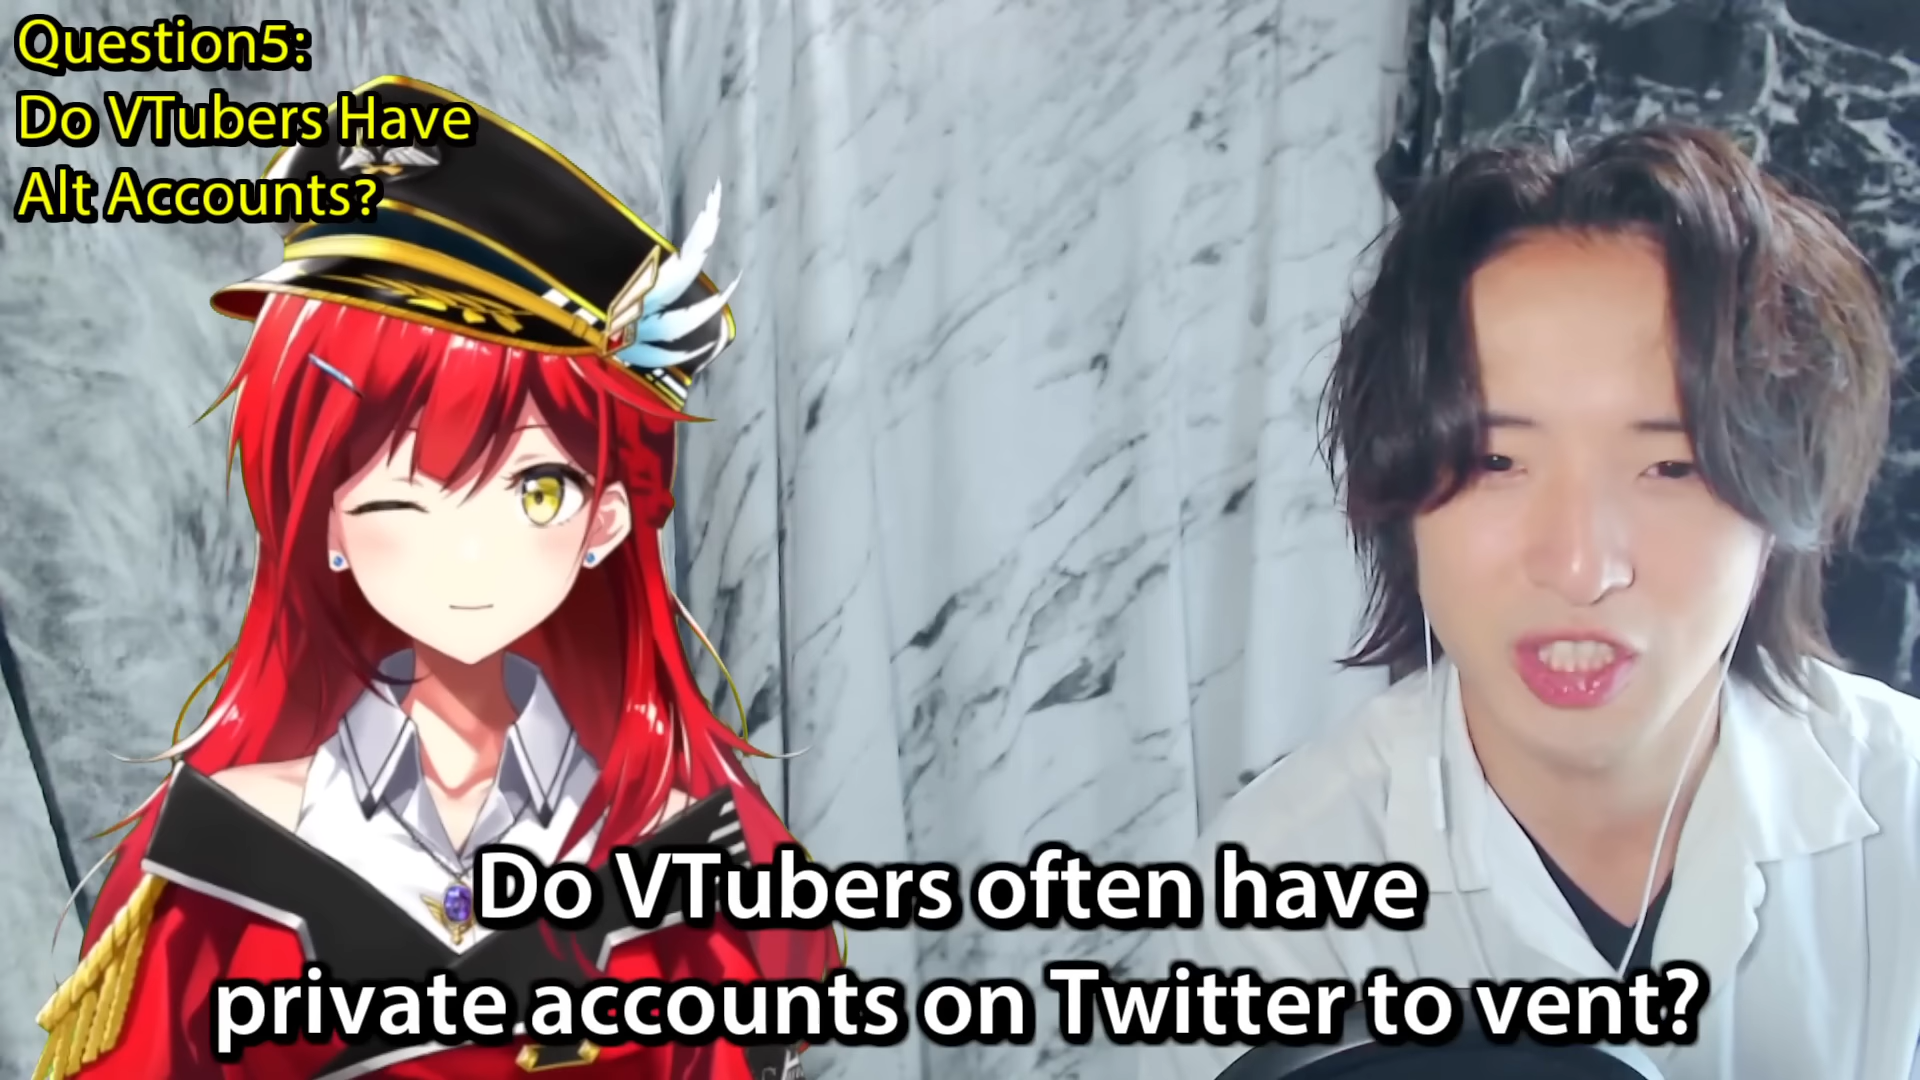 Question5:
Do VTubers Have
Alt Accounts?
Do VTubers often have
private accounts on Twitter to vent?